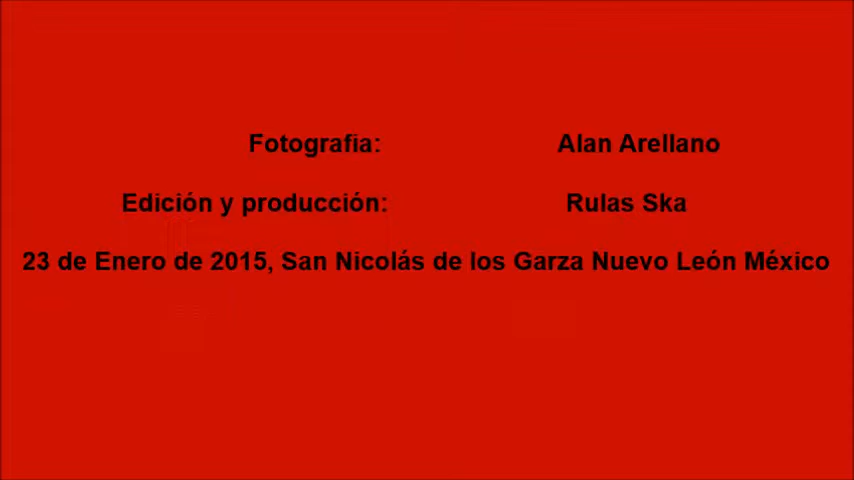 Fotografia: Alan Arellano
Edición y producción: Rulas Ska
23 de Enero de 2015, San Nicolás de los Garza Nuevo León México